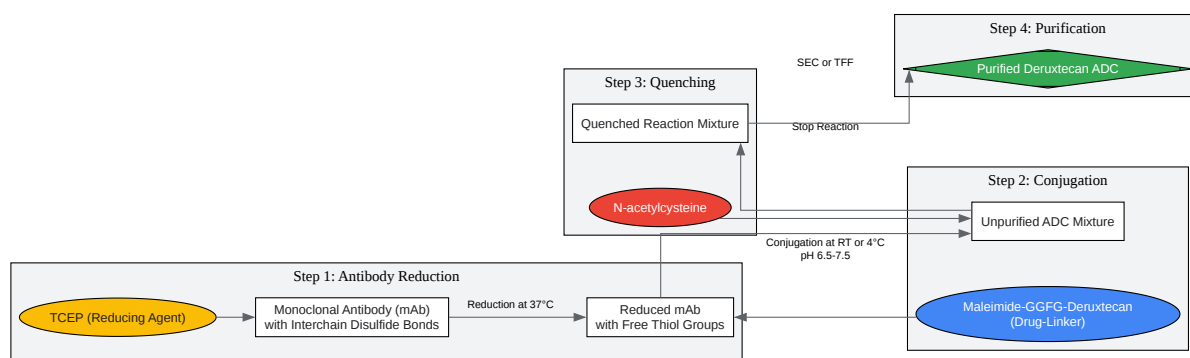 Step 4: Purification
Purified Deruxtecan ADC
SEC or TFF
Step 3: Quenching
Quenched Reaction Mixture
Stop Reaction
N-acetylcysteine
Step 2: Conjugation
Unpurified ADC Mixture
Conjugation at RT or 4°C
pH 6.5-7.5
Maleimide-GGFG-Deruxtecan
(Drug-Linker)
Step 1: Antibody Reduction
TCEP (Reducing Agent)
Monoclonal Antibody (mAb)
with Interchain Disulfide Bonds
Reduction at 37°C
Reduced mAb
with Free Thiol Groups